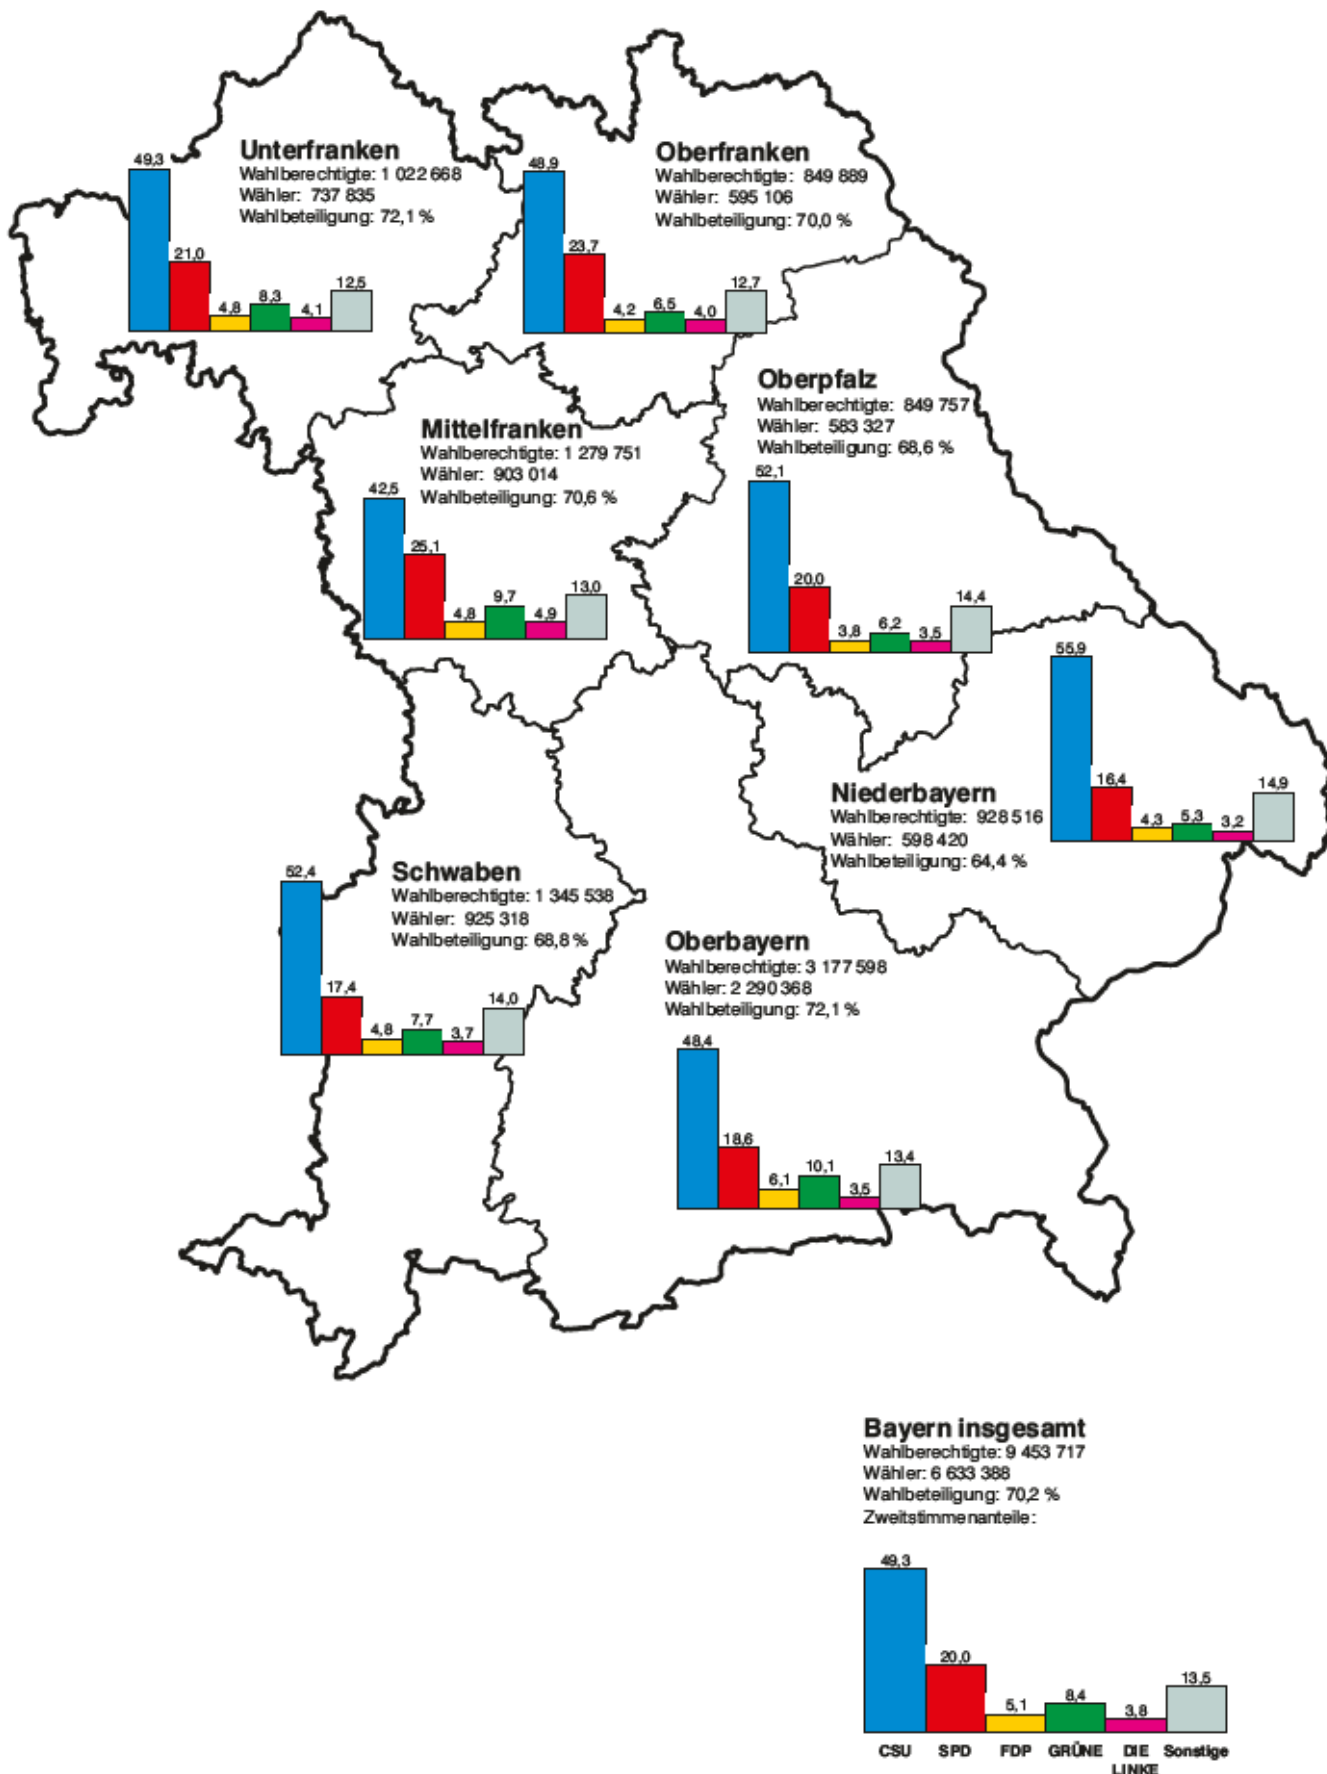 Unterfranken
Wahlberechtigte: 1 022 668
Wähler: 737 835
Wahlbeteiligung: 72,1 %
49,3
21,0
4,8
8,3
4,1
12,5
Oberfranken
Wahlberechtigte: 849 889
Wähler: 595 106
Wahlbeteiligung: 70,0 %
48,9
23,7
4,2
6,5
4,0
12,7
Mittelfranken
Wahlberechtigte: 1 279 751
Wähler: 903 014
Wahlbeteiligung: 70,6 %
42,5
25,1
4,8
9,7
4,9
13,0
Oberpfalz
Wahlberechtigte: 849 757
Wähler: 583 327
Wahlbeteiligung: 68,6 %
52,1
20,0
3,8
6,2
3,5
14,4
Niederbayern
Wahlberechtigte: 928 516
Wähler: 598 420
Wahlbeteiligung: 64,4 %
55,9
16,4
4,3
5,3
3,2
14,9
Schwaben
Wahlberechtigte: 1 345 538
Wähler: 925 318
Wahlbeteiligung: 68,8 %
52,4
17,4
4,8
7,7
3,7
14,0
Oberbayern
Wahlberechtigte: 3 177 598
Wähler: 2 290 368
Wahlbeteiligung: 72,1 %
48,4
18,6
6,1
10,1
3,5
13,4
Bayern insgesamt
Wahlberechtigte: 9 453 717
Wähler: 6 633 388
Wahlbeteiligung: 70,2 %
Zweitstimmenanteile:
49,3
20,0
5,1
8,4
3,8
13,5
CSU SPD FDP GRÜNE DIE Sonstige
LINKE